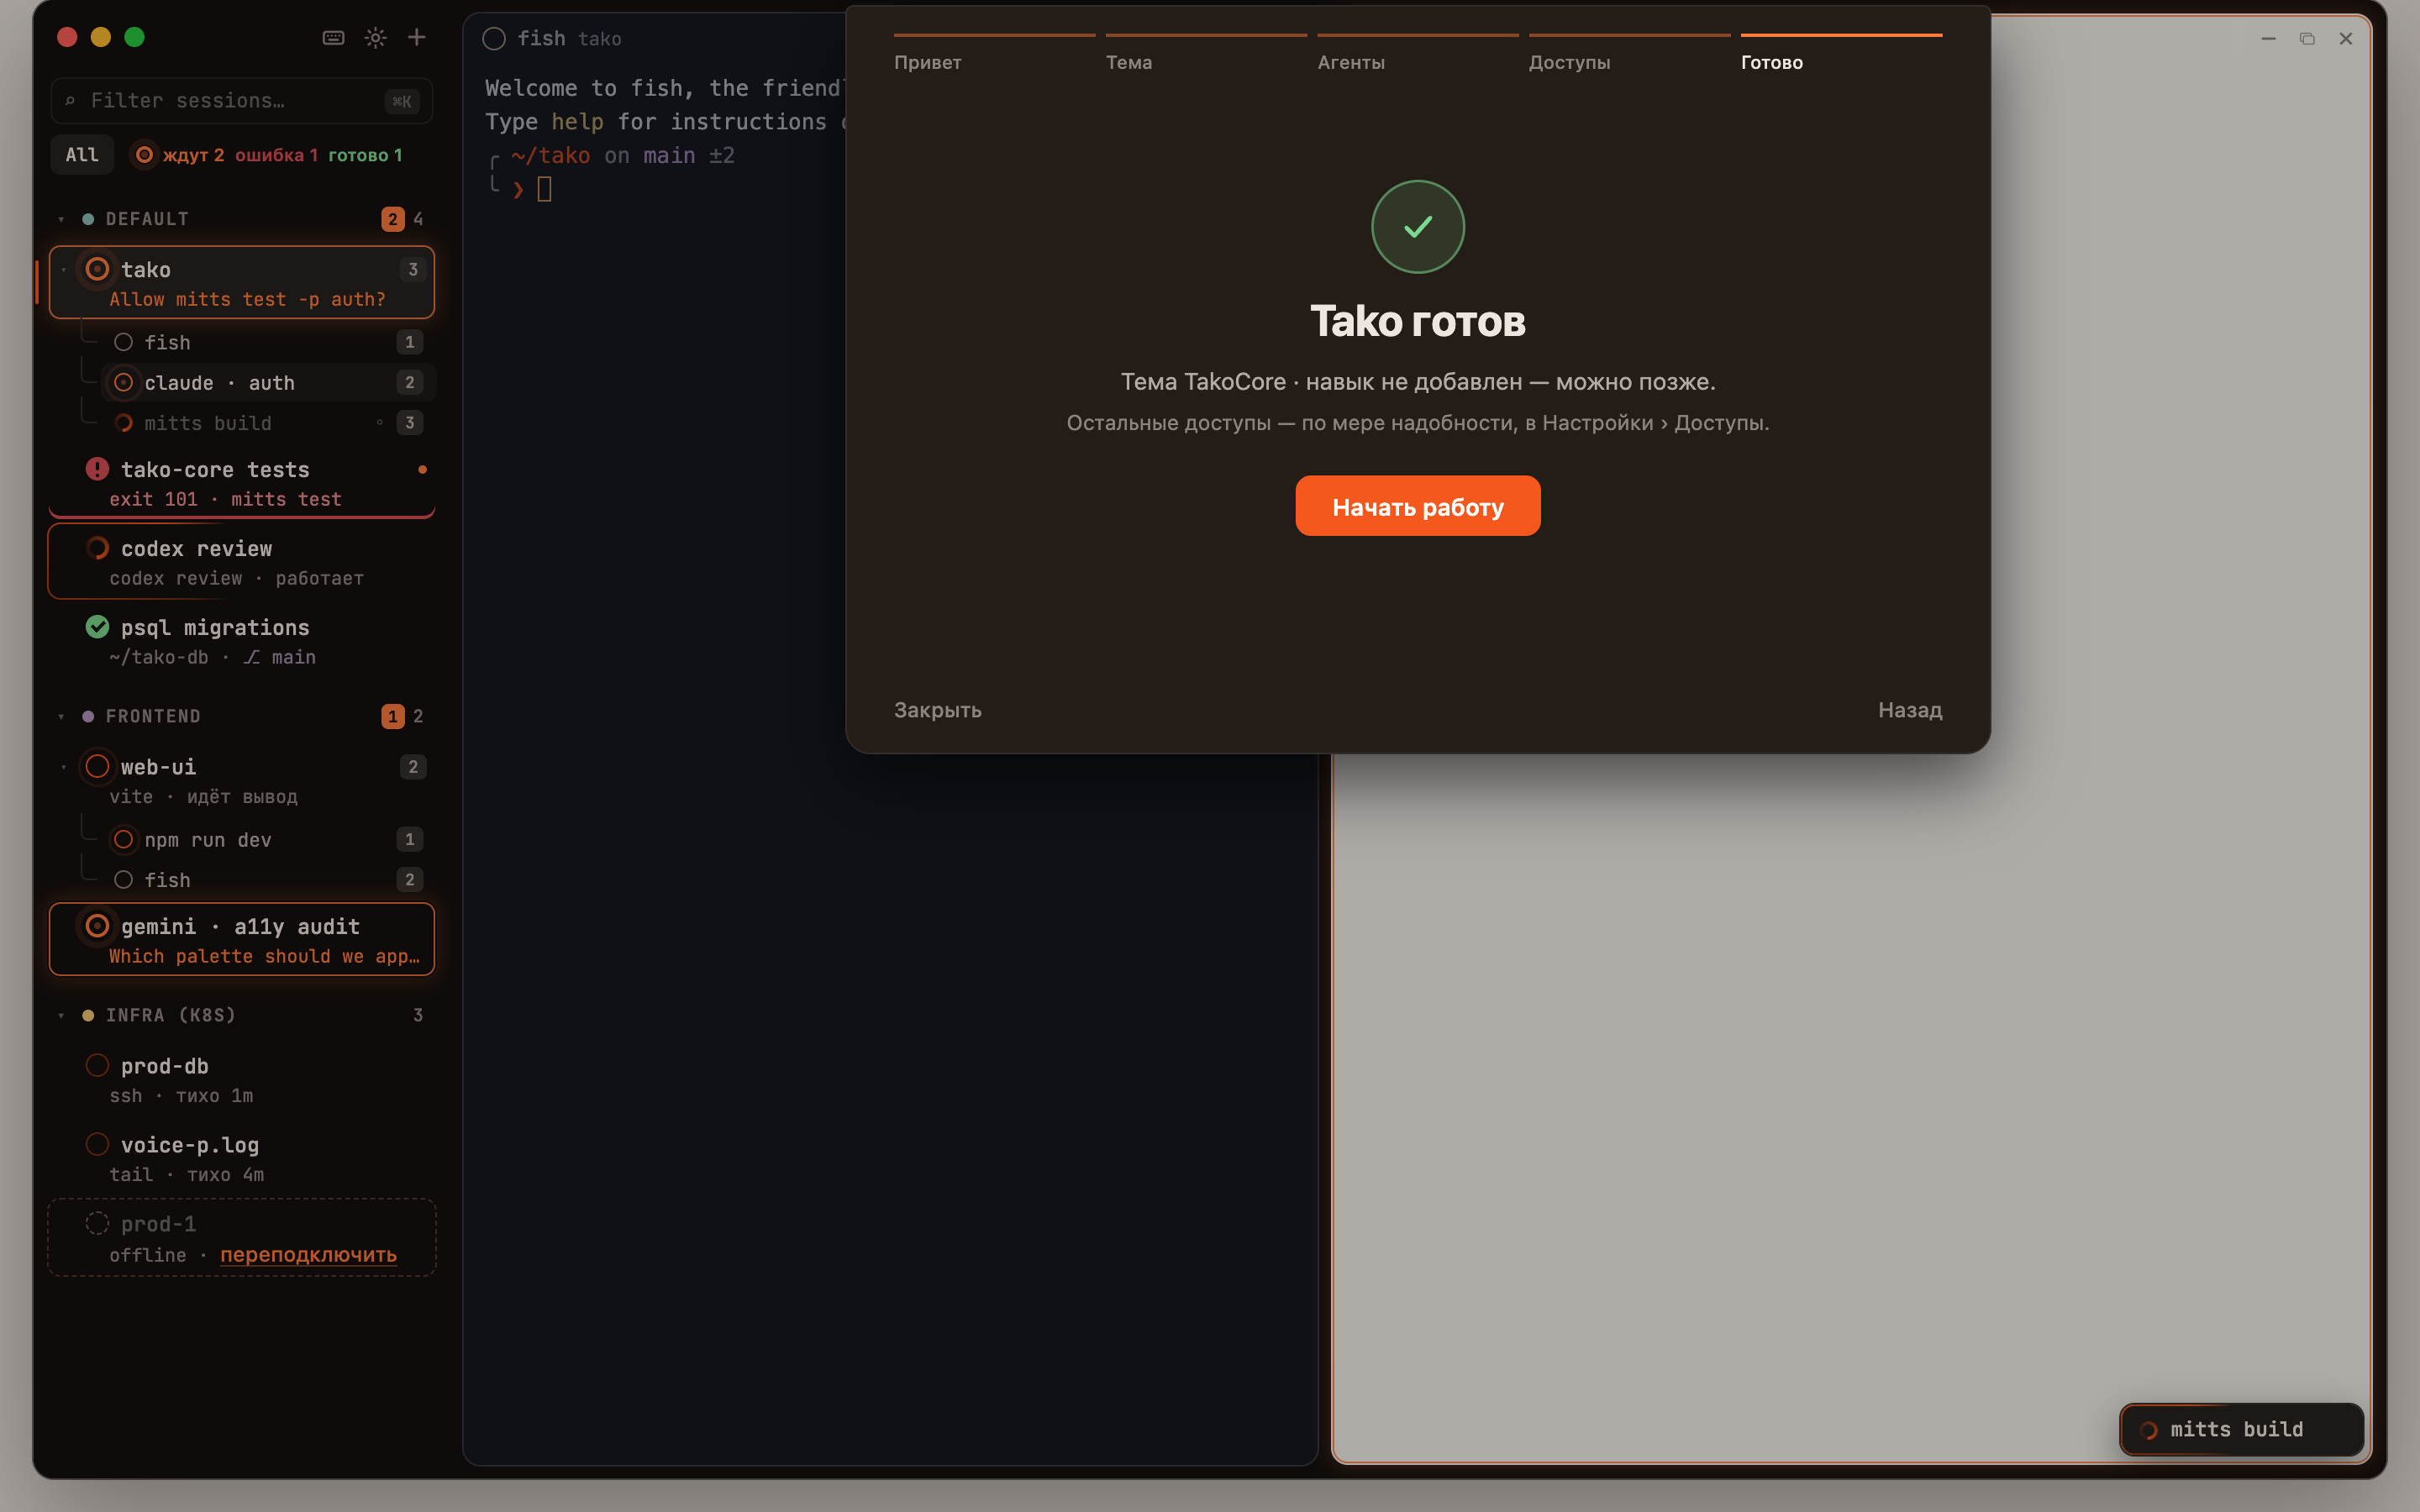 Filter sessions… ⌘K
All ждут 2 ошибка 1 готово 1
DEFAULT 2 4
tako 3
Allow mitts test -p auth?
fish 1
claude · auth 2
mitts build 3
tako-core tests
exit 101 · mitts test
codex review
codex review · работает
psql migrations
~/tako-db · ⎇ main
FRONTEND 1 2
web-ui 2
vite · идёт вывод
npm run dev 1
fish 2
gemini · a11y audit
Which palette should we app…
INFRA (K8S) 3
prod-db
ssh · тихо 1m
voice-p.log
tail · тихо 4m
prod-1
offline · переподключить
fish tako
Welcome to fish, the friend
Type help for instructions
~/tako on main ±2
❯
Привет Тема Агенты Доступы Готово
Tako готов
Тема TakoCore · навык не добавлен — можно позже.
Остальные доступы — по мере надобности, в Настройки › Доступы.
Начать работу
Закрыть Назад
mitts build